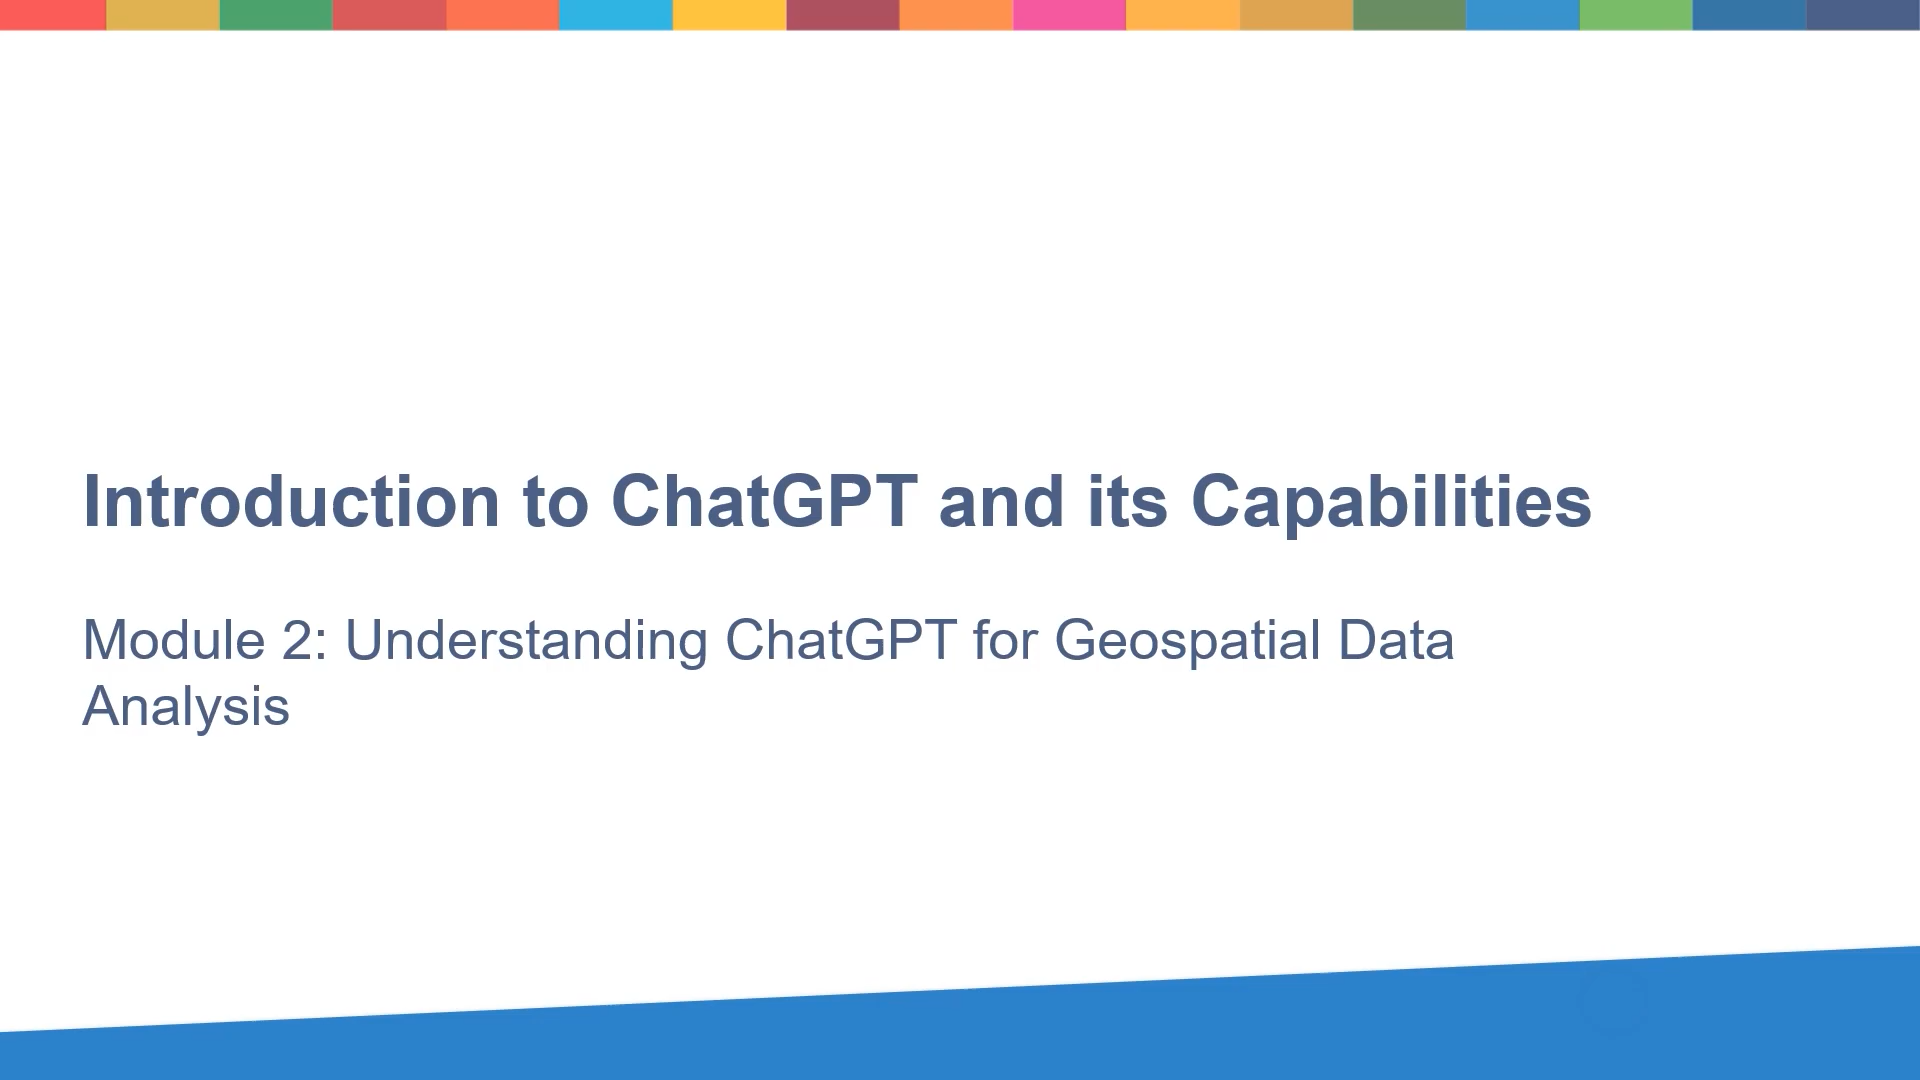 Introduction to ChatGPT and its Capabilities
Module 2: Understanding ChatGPT for Geospatial Data
Analysis